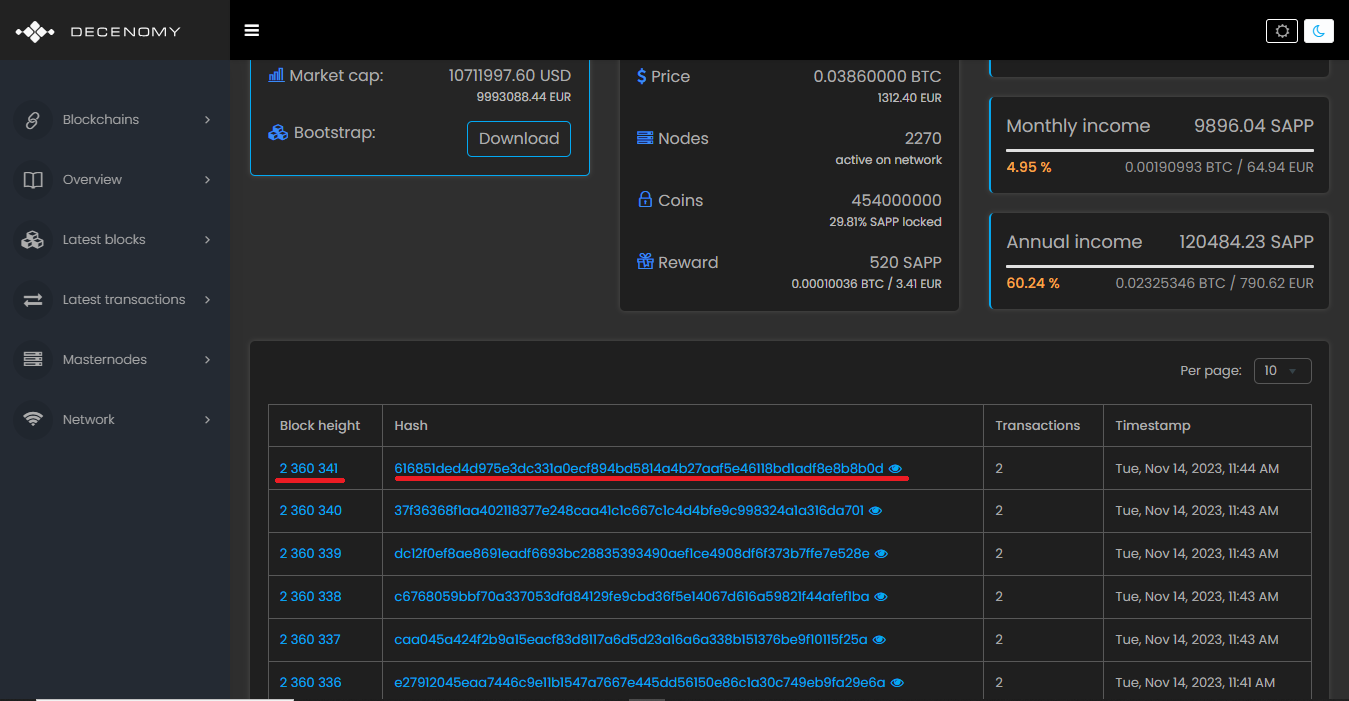 DECENOMY
Blockchains
Overview
Latest blocks
Latest transactions
Masternodes
Network
Market cap: 10711997.60 USD
9993088.44 EUR
Bootstrap: Download
Price 0.03860000 BTC
1312.40 EUR
Nodes 2270
active on network
Coins 454000000
29.81% SAPP locked
Reward 520 SAPP
0.00010036 BTC / 3.41 EUR
Monthly income 9896.04 SAPP
4.95 % 0.00190993 BTC / 64.94 EUR
Annual income 120484.23 SAPP
60.24 % 0.02325346 BTC / 790.62 EUR
Per page: 10
Block height Hash Transactions Timestamp
2 360 341 616851ded4d975e3dc331a0ecf894bd5814a4b27aaf5e46118bd1adf8e8b8b0d 2 Tue, Nov 14, 2023, 11:44 AM
2 360 340 37f36368f1aa402118377e248caa41c1c667c1c4d4bfe9c998324a1a316da701 2 Tue, Nov 14, 2023, 11:43 AM
2 360 339 dc12f0ef8ae8691eadf6693bc28835393490aef1ce4908df6f373b7ffe7e528e 2 Tue, Nov 14, 2023, 11:43 AM
2 360 338 c6768059bbf70a337053dfd84129fe9cbd36f5e14067d616a59821f44afef1ba 2 Tue, Nov 14, 2023, 11:43 AM
2 360 337 caa045a424f2b9a15eacf83d8117a6d5d23a16a6a338b151376be9f10115f25a 2 Tue, Nov 14, 2023, 11:43 AM
2 360 336 e27912045eaa7446c9e11b1547a7667e445dd56150e86c1a30c749eb9fa29e6a 2 Tue, Nov 14, 2023, 11:41 AM